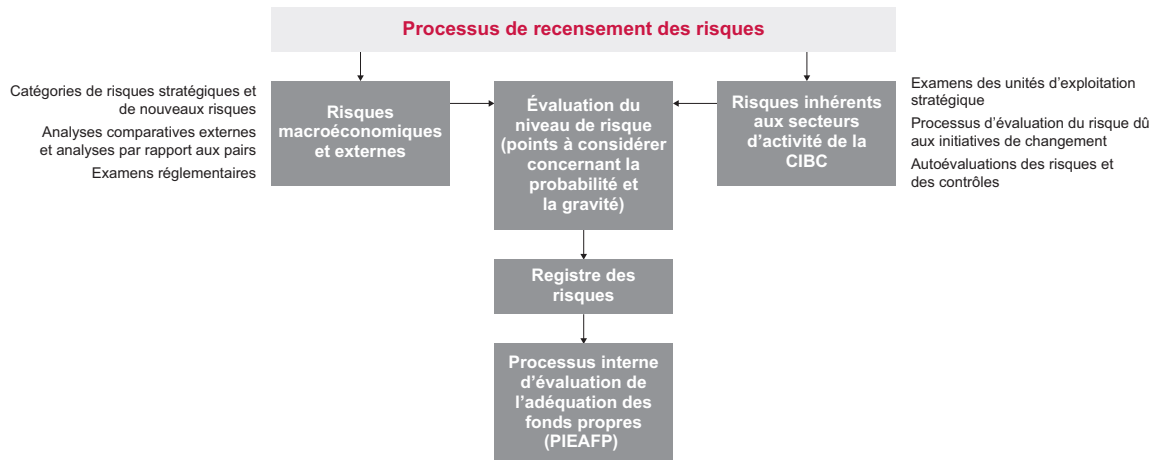 Processus de recensement des risques
Catégories de risques stratégiques et
de nouveaux risques
Analyses comparatives externes
et analyses par rapport aux pairs
Examens réglementaires
Risques
macroéconomiques
et externes
Évaluation du
niveau de risque
(points à considérer
concernant la
probabilité et
la gravité)
Risques inhérents
aux secteurs
d’activité de la
CIBC
Examens des unités d’exploitation
stratégique
Processus d’évaluation du risque dû
aux initiatives de changement
Autoévaluations des risques et
des contrôles
Registre des
risques
Processus interne
d’évaluation de
l’adéquation des
fonds propres
(PIEAFP)